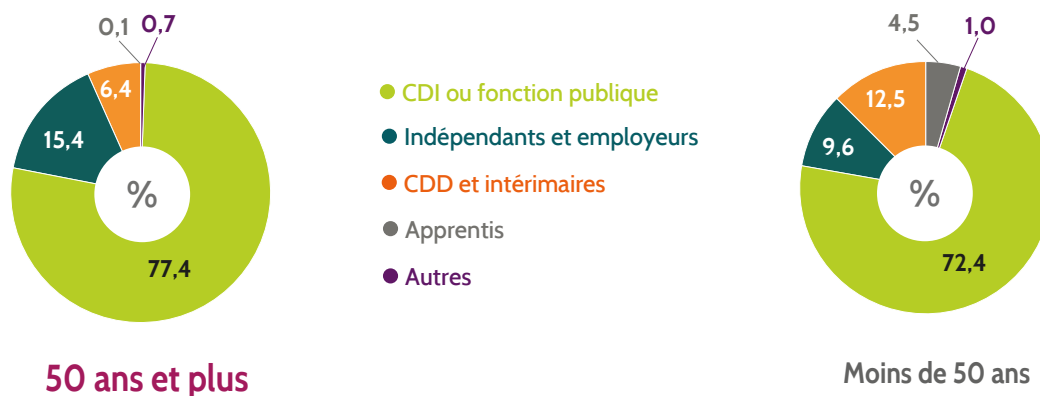 0,1
0,7
6,4
15,4
%
77,4
50 ans et plus
CDI ou fonction publique
Indépendants et employeurs
CDD et intérimaires
Apprentis
Autres
4,5
1,0
12,5
9,6
%
72,4
Moins de 50 ans